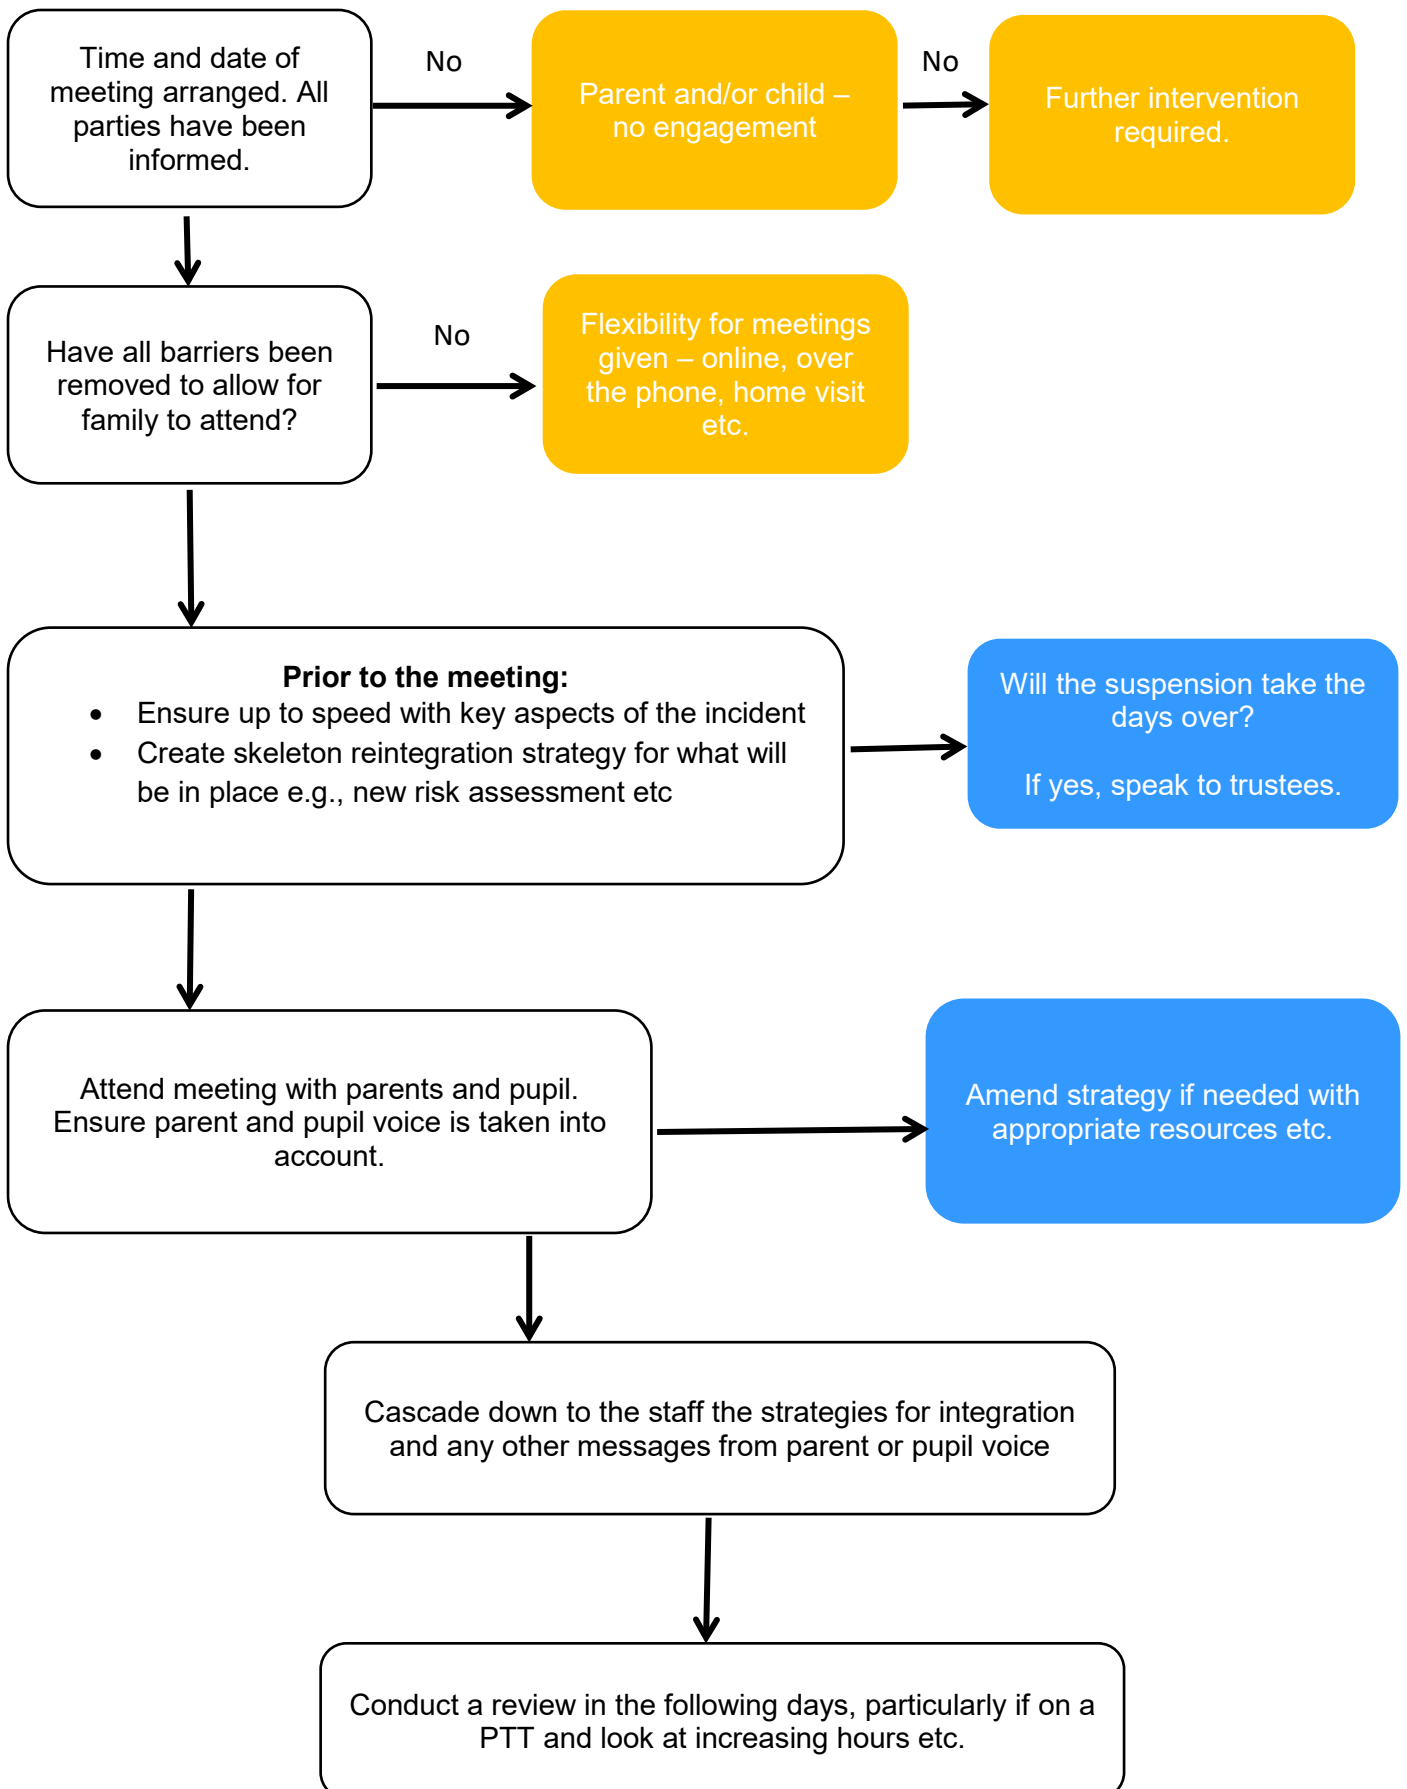 Time and date of
meeting arranged. All
parties have been
informed.
No
Parent and/or child –
no engagement
No
Further intervention
required.
Have all barriers been
removed to allow for
family to attend?
No
Flexibility for meetings
given – online, over
the phone, home visit
etc.
Prior to the meeting:
• Ensure up to speed with key aspects of the incident
• Create skeleton reintegration strategy for what will
be in place e.g., new risk assessment etc
Will the suspension take the
days over?
If yes, speak to trustees.
Attend meeting with parents and pupil.
Ensure parent and pupil voice is taken into
account.
Amend strategy if needed with
appropriate resources etc.
Cascade down to the staff the strategies for integration
and any other messages from parent or pupil voice
Conduct a review in the following days, particularly if on a
PTT and look at increasing hours etc.